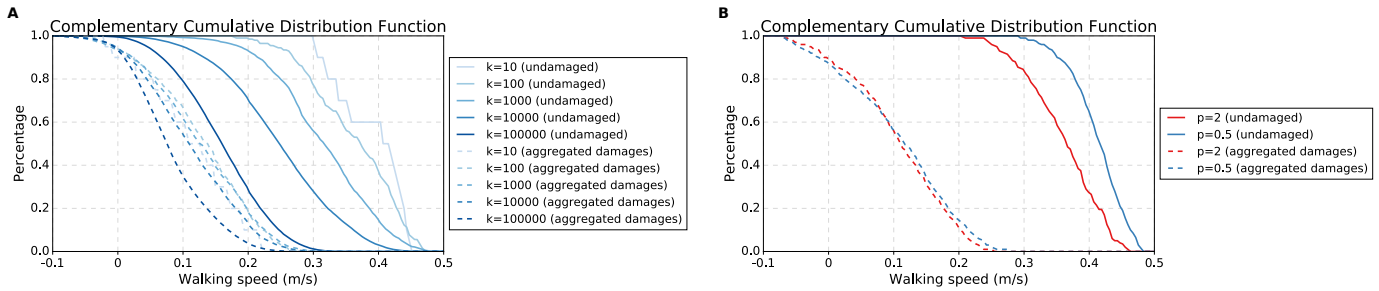 A
Complementary Cumulative Distribution Function
1.0
0.8
0.6
0.4
0.2
0.0
Percentage
-0.1 0 0.1 0.2 0.3 0.4 0.5
Walking speed (m/s)
k=10 (undamaged)
k=100 (undamaged)
k=1000 (undamaged)
k=10000 (undamaged)
k=100000 (undamaged)
k=10 (aggregated damages)
k=100 (aggregated damages)
k=1000 (aggregated damages)
k=10000 (aggregated damages)
k=100000 (aggregated damages)
B
Complementary Cumulative Distribution Function
1.0
0.8
0.6
0.4
0.2
0.0
Percentage
-0.1 0 0.1 0.2 0.3 0.4 0.5
Walking speed (m/s)
p=2 (undamaged)
p=0.5 (undamaged)
p=2 (aggregated damages)
p=0.5 (aggregated damages)